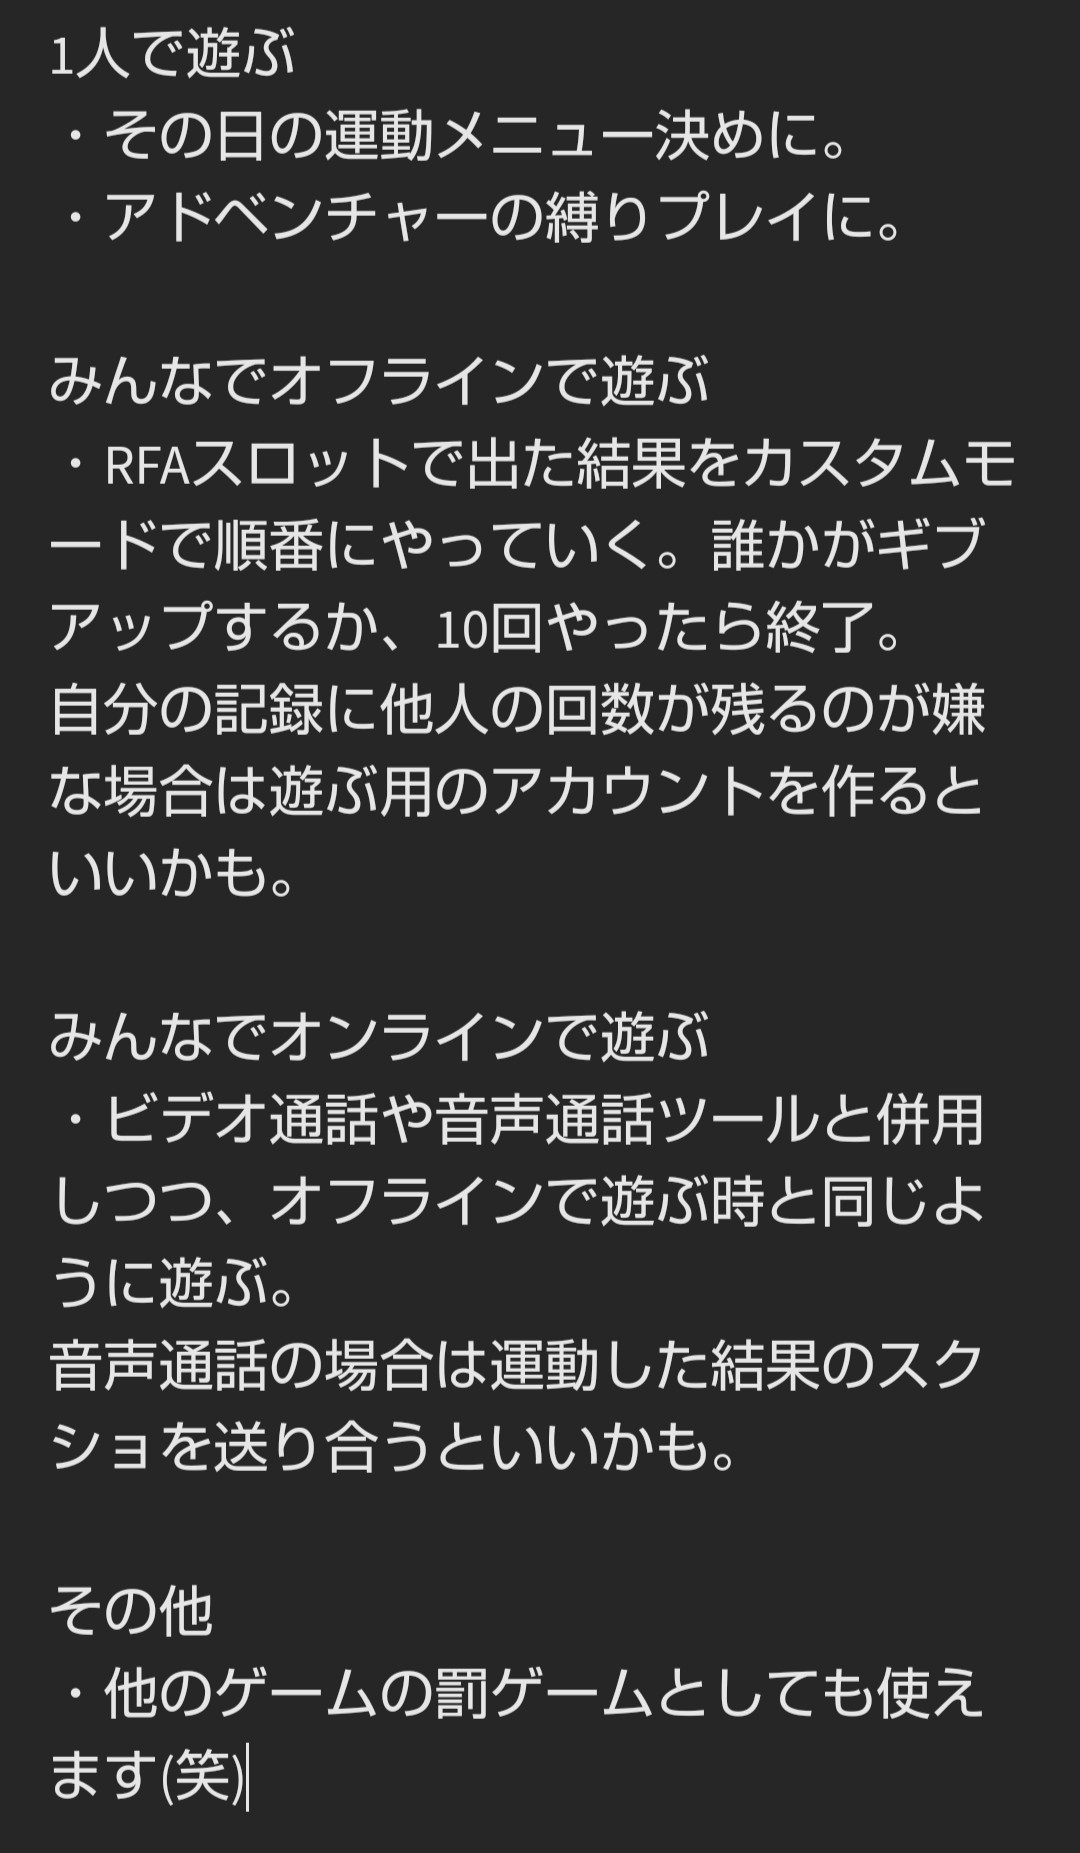 1人で遊ぶ
・その日の運動メニュー決めに。
・アドベンチャーの縛りプレイに。
みんなでオフラインで遊ぶ
・RFAスロットで出た結果をカスタムモ
ードで順番にやっていく。誰かがギブ
アップするか、10回やったら終了。
自分の記録に他人の回数が残るのが嫌
な場合は遊ぶ用のアカウントを作ると
いいかも。
みんなでオンラインで遊ぶ
・ビデオ通話や音声通話ツールと併用
しつつ、オフラインで遊ぶ時と同じよ
うに遊ぶ。
音声通話の場合は運動した結果のスク
ショを送り合うといいかも。
その他
・他のゲームの罰ゲームとしても使え
ます(笑)